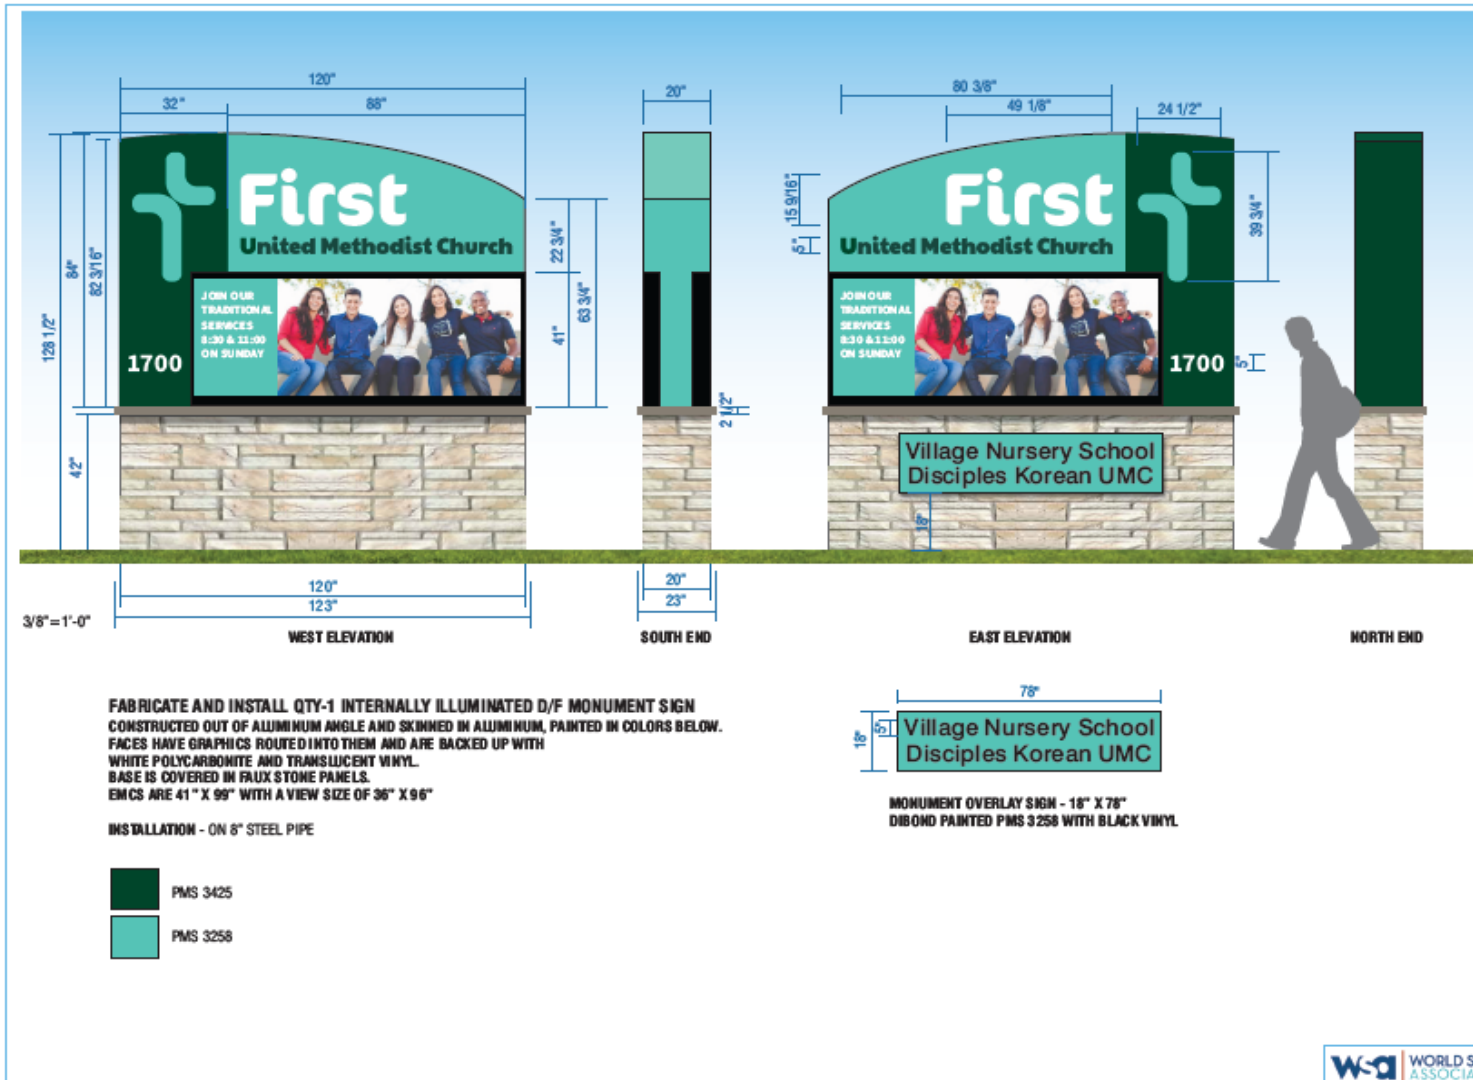 120"
32"
88"
20"
80 3/8"
49 1/8"
24 1/2"
128 1/2"
84"
82 3/16"
42"
First
United Methodist Church
JOIN OUR
TRADITIONAL
SERVICES
8:30 & 11:00
ON SUNDAY
1700
22 3/4"
41"
63 3/4"
2 1/2"
15 9/16"
5"
First
United Methodist Church
JOIN OUR
TRADITIONAL
SERVICES
8:30 & 11:00
ON SUNDAY
1700
39 3/4"
5"
Village Nursery School
Disciples Korean UMC
18"
120"
123"
20"
23"
3/8"=1'-0"
WEST ELEVATION
SOUTH END
EAST ELEVATION
NORTH END
FABRICATE AND INSTALL QTY-1 INTERNALLY ILLUMINATED D/F MONUMENT SIGN
CONSTRUCTED OUT OF ALUMINUM ANGLE AND SKINNED IN ALUMINUM, PAINTED IN COLORS BELOW.
FACES HAVE GRAPHICS ROUTED INTO THEM AND ARE BACKED UP WITH
WHITE POLYCARBONITE AND TRANSLUCENT VINYL.
BASE IS COVERED IN FAUX STONE PANELS.
EMCS ARE 41" X 99" WITH A VIEW SIZE OF 36" X 96"
INSTALLATION - ON 8" STEEL PIPE
PMS 3425
PMS 3258
78"
18"
5"
Village Nursery School
Disciples Korean UMC
MONUMENT OVERLAY SIGN - 18" X 78"
DIBOND PAINTED PMS 3258 WITH BLACK VINYL
wsa
WORLD S
ASSOCIA